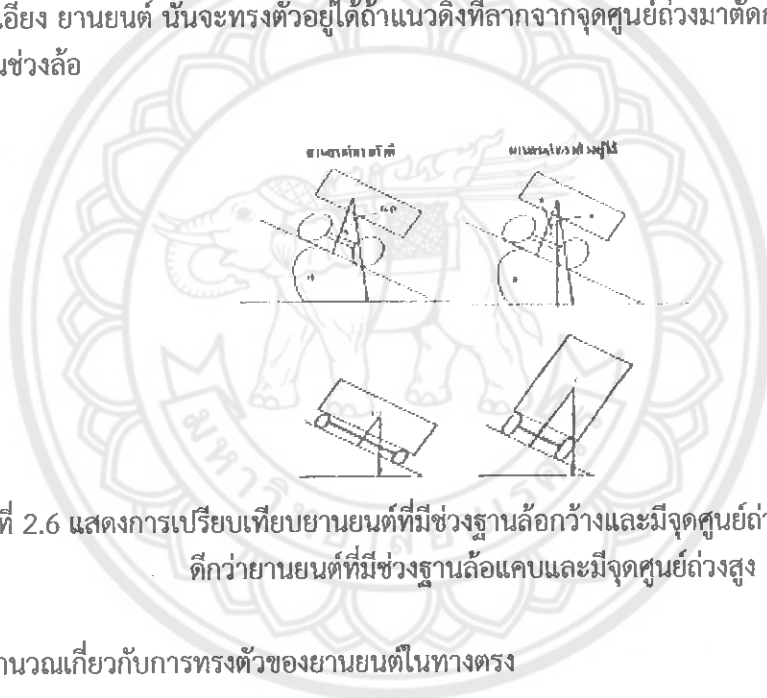 เอียง ยานยนต์ นั้นจะทรงตัวอยู่ได้ถ้าแนวดิ่งที่ลากจากจุดศูนย์ถ่วงมาตัด
ช่วงล้อ
ที่ 2.6 แสดงการเปรียบเทียบยานยนต์ที่มีช่วงฐานล้อกว้างและมีจุดศูนย์ถ่
ดีกว่ายานยนต์ที่มีช่วงฐานล้อแคบและมีจุดศูนย์ถ่วงสูง
านวณเกี่ยวกับการทรงตัวของยานยนต์ในทางตรง